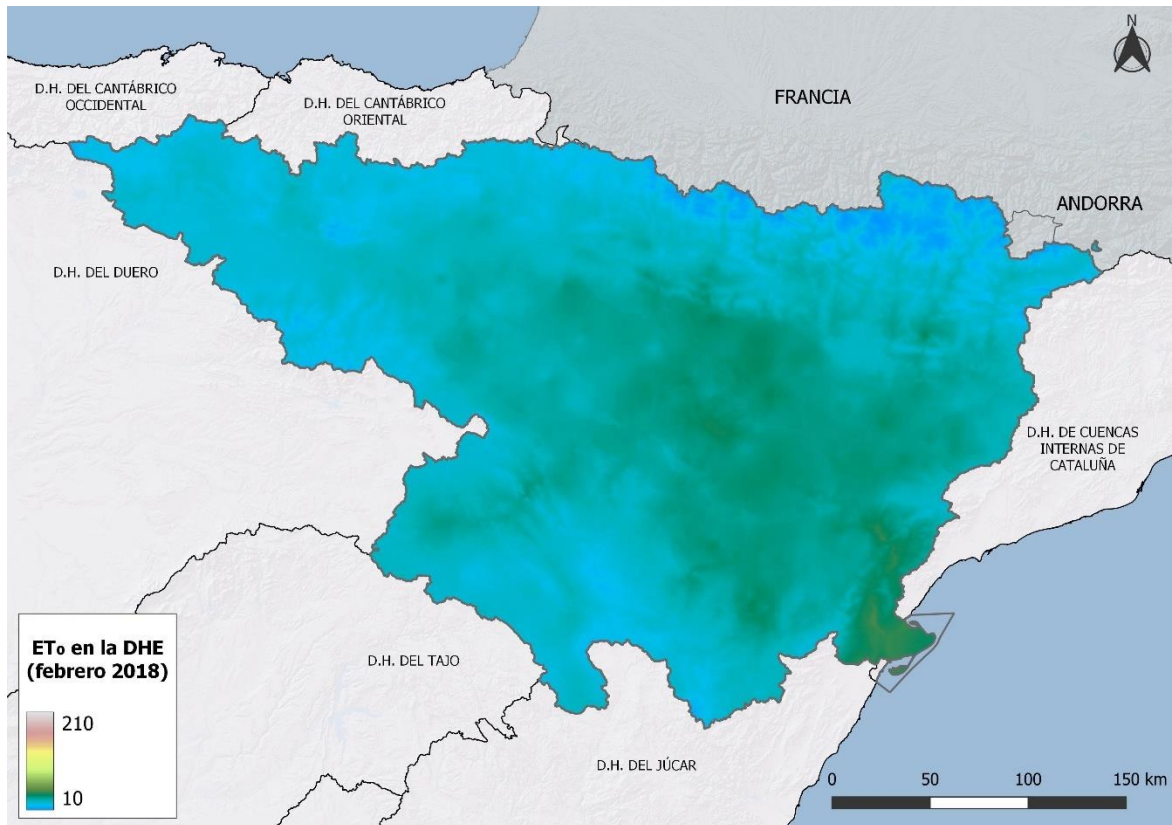 N
D.H. DEL CANTÁBRICO
OCCIDENTAL
D.H. DEL CANTÁBRICO
ORIENTAL
FRANCIA
ANDORRA
D.H. DEL DUERO
D.H. DE CUENCAS
INTERNAS DE
CATALUÑA
D.H. DEL TAJO
D.H. DEL JÚCAR
ET₀ en la DHE
(febrero 2018)
210
10
0 50 100 150 km